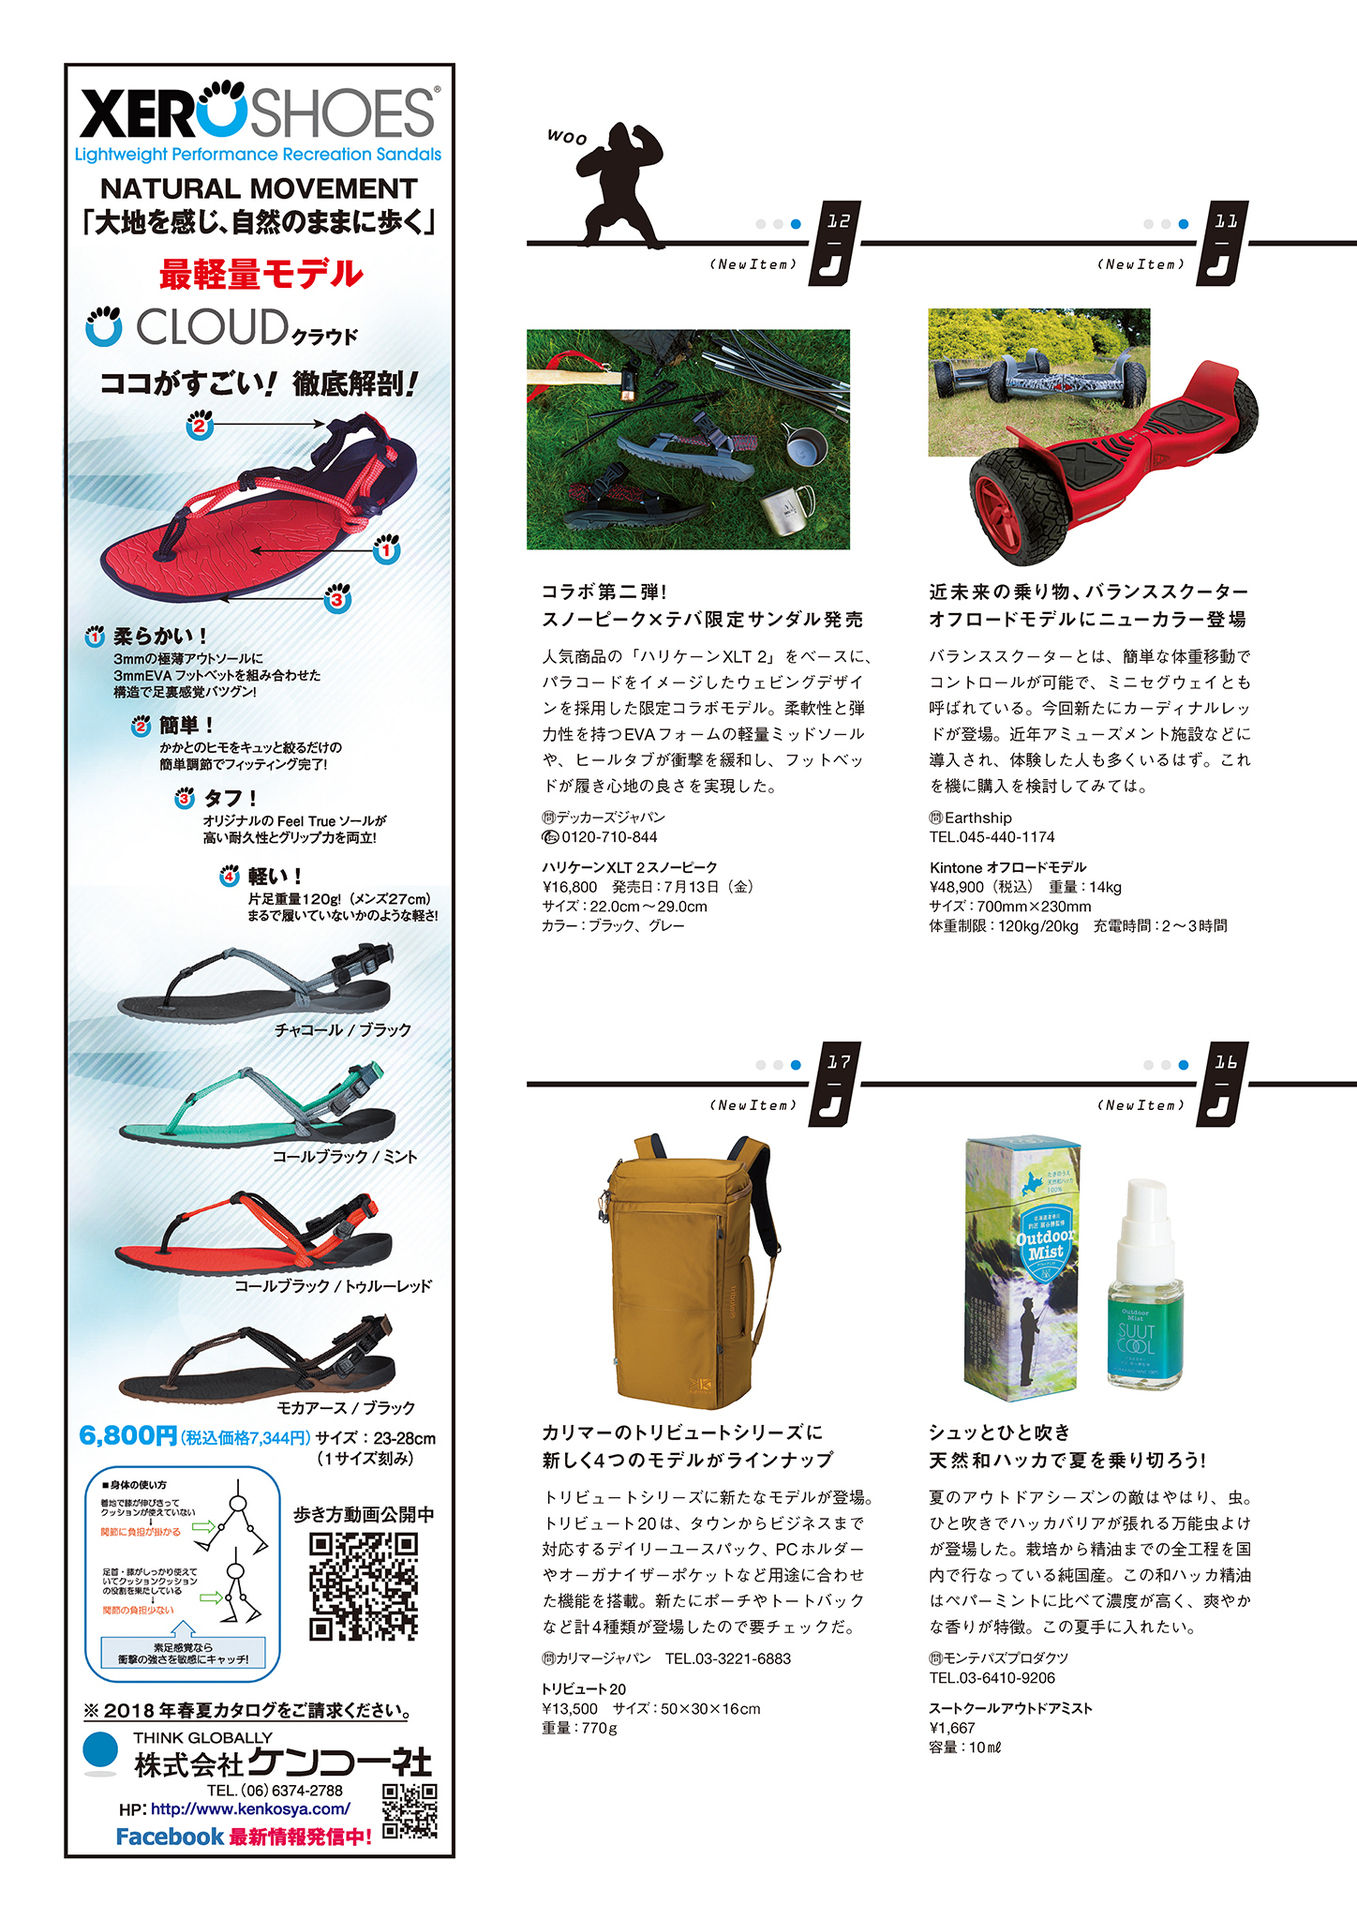 XEROSHOES®
Lightweight Performance Recreation Sandals
NATURAL MOVEMENT
「大地を感じ、自然のままに歩く」
最軽量モデル
CLOUD クラウド
ココがすごい! 徹底解剖!
2
1
3
1 柔らかい!
3mmの極薄アウトソールに
3mmEVAフットベットを組み合わせた
構造で足裏感覚バツグン!
2 簡単!
かかとのヒモをキュッと絞るだけの
簡単調節でフィッティング完了!
3 タフ!
オリジナルの Feel True ソールが
高い耐久性とグリップ力を両立!
4 軽い!
片足重量120g!（メンズ27cm）
まるで履いていないかのような軽さ!
チャコール / ブラック
コールブラック / ミント
コールブラック / トゥルーレッド
モカアース / ブラック
6,800円（税込価格7,344円）サイズ：23-28cm
（1サイズ刻み）
■身体の使い方
着地で膝が伸びきって
クッションが使えていない
↓
関節に負担が掛かる
足首・膝がしっかり使えて
いてクッションクッション
の役割を果たしている
↓
関節の負担少ない
素足感覚なら
衝撃の強さを敏感にキャッチ!
歩き方動画公開中
※2018年春夏カタログをご請求ください。
THINK GLOBALLY
株式会社ケンコー社
TEL.（06）6374-2788
HP：http://www.kenkosya.com/
Facebook 最新情報発信中!
WOO
12
(New Item)
コラボ第二弾!
スノーピーク×テバ限定サンダル発売
人気商品の「ハリケーンXLT 2」をベースに、
パラコードをイメージしたウェビングデザイ
ンを採用した限定コラボモデル。柔軟性と弾
力性を持つEVAフォームの軽量ミッドソール
や、ヒールタブが衝撃を緩和し、フットベッ
ドが履き心地の良さを実現した。
問デッカーズジャパン
0120-710-844
ハリケーンXLT 2 スノーピーク
¥16,800　発売日：7月13日（金）
サイズ：22.0cm〜29.0cm
カラー：ブラック、グレー
11
(New Item)
近未来の乗り物、バランススクーター
オフロードモデルにニューカラー登場
バランススクーターとは、簡単な体重移動で
コントロールが可能で、ミニセグウェイとも
呼ばれている。今回新たにカーディナルレッ
ドが登場。近年アミューズメント施設などに
導入され、体験した人も多くいるはず。これ
を機に購入を検討してみては。
問Earthship
TEL.045-440-1174
Kintone オフロードモデル
¥48,900（税込）　重量：14kg
サイズ：700mm×230mm
体重制限：120kg/20kg　充電時間：2〜3時間
17
(New Item)
カリマーのトリビュートシリーズに
新しく4つのモデルがラインナップ
トリビュートシリーズに新たなモデルが登場。
トリビュート20は、タウンからビジネスまで
対応するデイリーユースパック、PCホルダー
やオーガナイザーポケットなど用途に合わせ
た機能を搭載。新たにポーチやトートバック
など計4種類が登場したので要チェックだ。
問カリマージャパン　TEL.03-3221-6883
トリビュート20
¥13,500　サイズ：50×30×16cm
重量：770g
16
(New Item)
たきのうえ
天然和ハッカ
100%
Outdoor
Mist
Outdoor
Mist
SUUT
COOL
シュッとひと吹き
天然和ハッカで夏を乗り切ろう!
夏のアウトドアシーズンの敵はやはり、虫。
ひと吹きでハッカバリアが張れる万能虫よけ
が登場した。栽培から精油までの全工程を国
内で行なっている純国産。この和ハッカ精油
はペパーミントに比べて濃度が高く、爽やか
な香りが特徴。この夏手に入れたい。
問モンテパズプロダクツ
TEL.03-6410-9206
スートクールアウトドアミスト
¥1,667
容量：10㎖